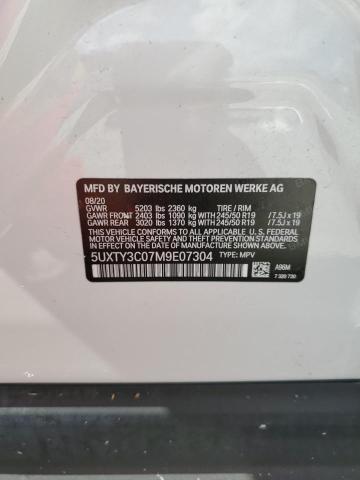 MFD BY BAYERISCHE MOTOREN WERKE AG
08/20
GVWR 5203 lbs 2360 kg TIRE / RIM
GAWR FRONT 2403 lbs 1090 kg WITH 245/50 R19 /7.5J x 19
GAWR REAR 3020 lbs 1370 kg WITH 245/50 R19 /7.5J x 19
THIS VEHICLE CONFORMS TO ALL APPLICABLE U.S. FEDERAL
MOTOR VEHICLE SAFETY STANDARDS IN EFFECT ON THE
DATE OF MANUFACTURE SHOWN ABOVE.
5UXTY3C07M9E07304 TYPE: MPV
A96M